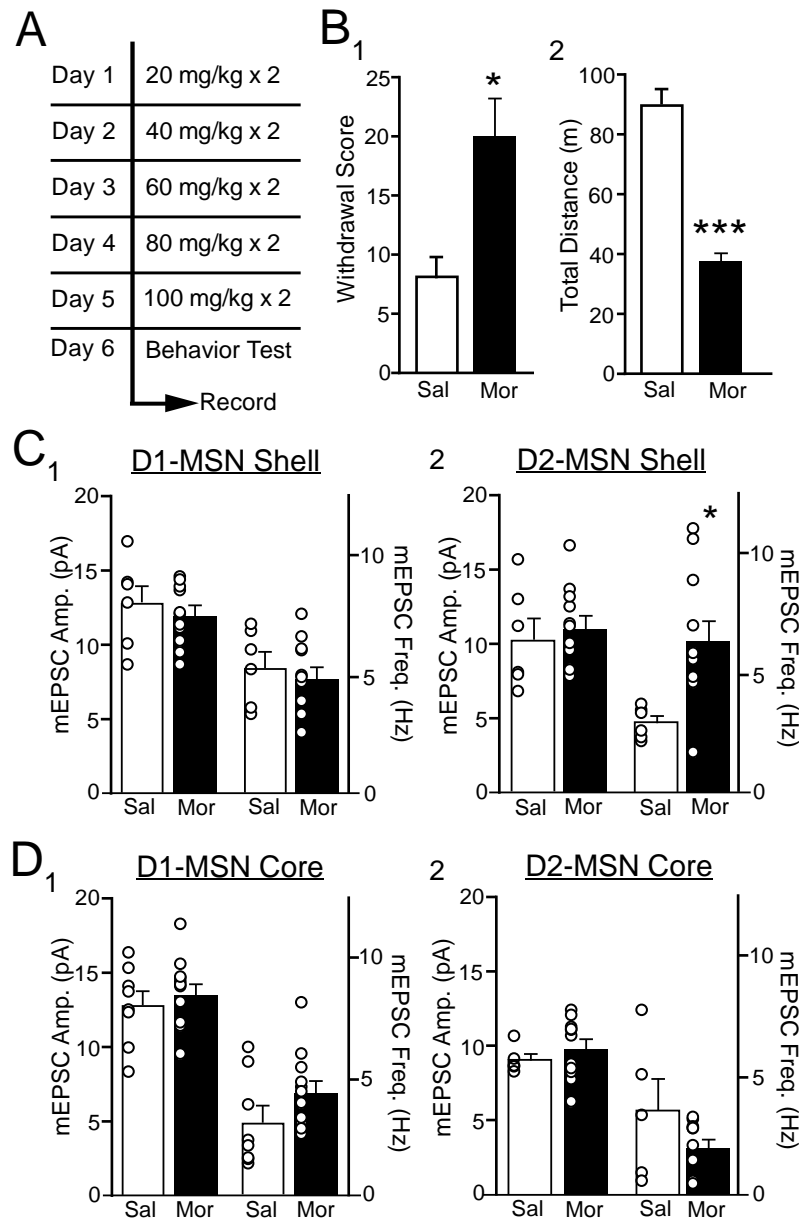 A
Day 1 20 mg/kg x 2
Day 2 40 mg/kg x 2
Day 3 60 mg/kg x 2
Day 4 80 mg/kg x 2
Day 5 100 mg/kg x 2
Day 6 Behavior Test
Record
B
1
Withdrawal Score
25
20
15
10
5
0
*
Sal Mor
2
Total Distance (m)
100
80
60
40
20
0
***
Sal Mor
C
1
D1-MSN Shell
mEPSC Amp. (pA)
20
15
10
5
0
Sal Mor Sal Mor
10
5
0
mEPSC Freq. (Hz)
2
D2-MSN Shell
mEPSC Amp. (pA)
20
15
10
5
0
*
Sal Mor Sal Mor
10
5
0
mEPSC Freq. (Hz)
D
1
D1-MSN Core
mEPSC Amp. (pA)
20
15
10
5
0
Sal Mor Sal Mor
10
5
0
mEPSC Freq. (Hz)
2
D2-MSN Core
mEPSC Amp. (pA)
20
15
10
5
0
Sal Mor Sal Mor
10
5
0
mEPSC Freq. (Hz)